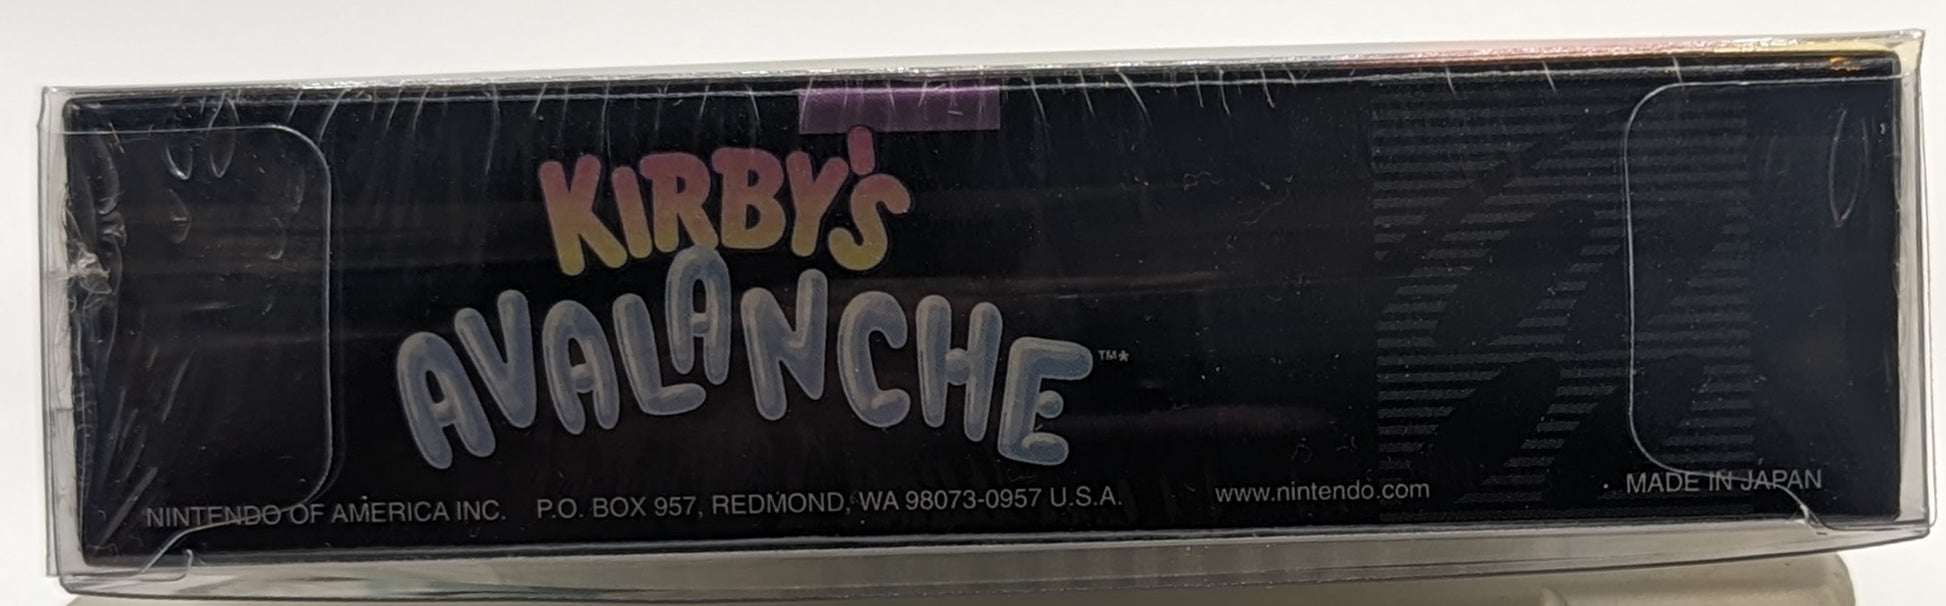 KIRBY'S
AVALANCHE™*
NINTENDO OF AMERICA INC. P.O. BOX 957, REDMOND, WA 98073-0957 U.S.A. www.nintendo.com MADE IN JAPAN